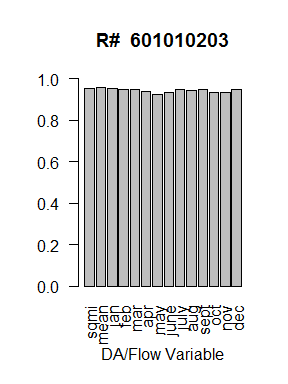 R#  601010203
1.0
0.8
0.6
0.4
0.2
0.0
sqmi
mean
jan
feb
mar
apr
may
june
july
aug
sept
oct
nov
dec
DA/Flow Variable